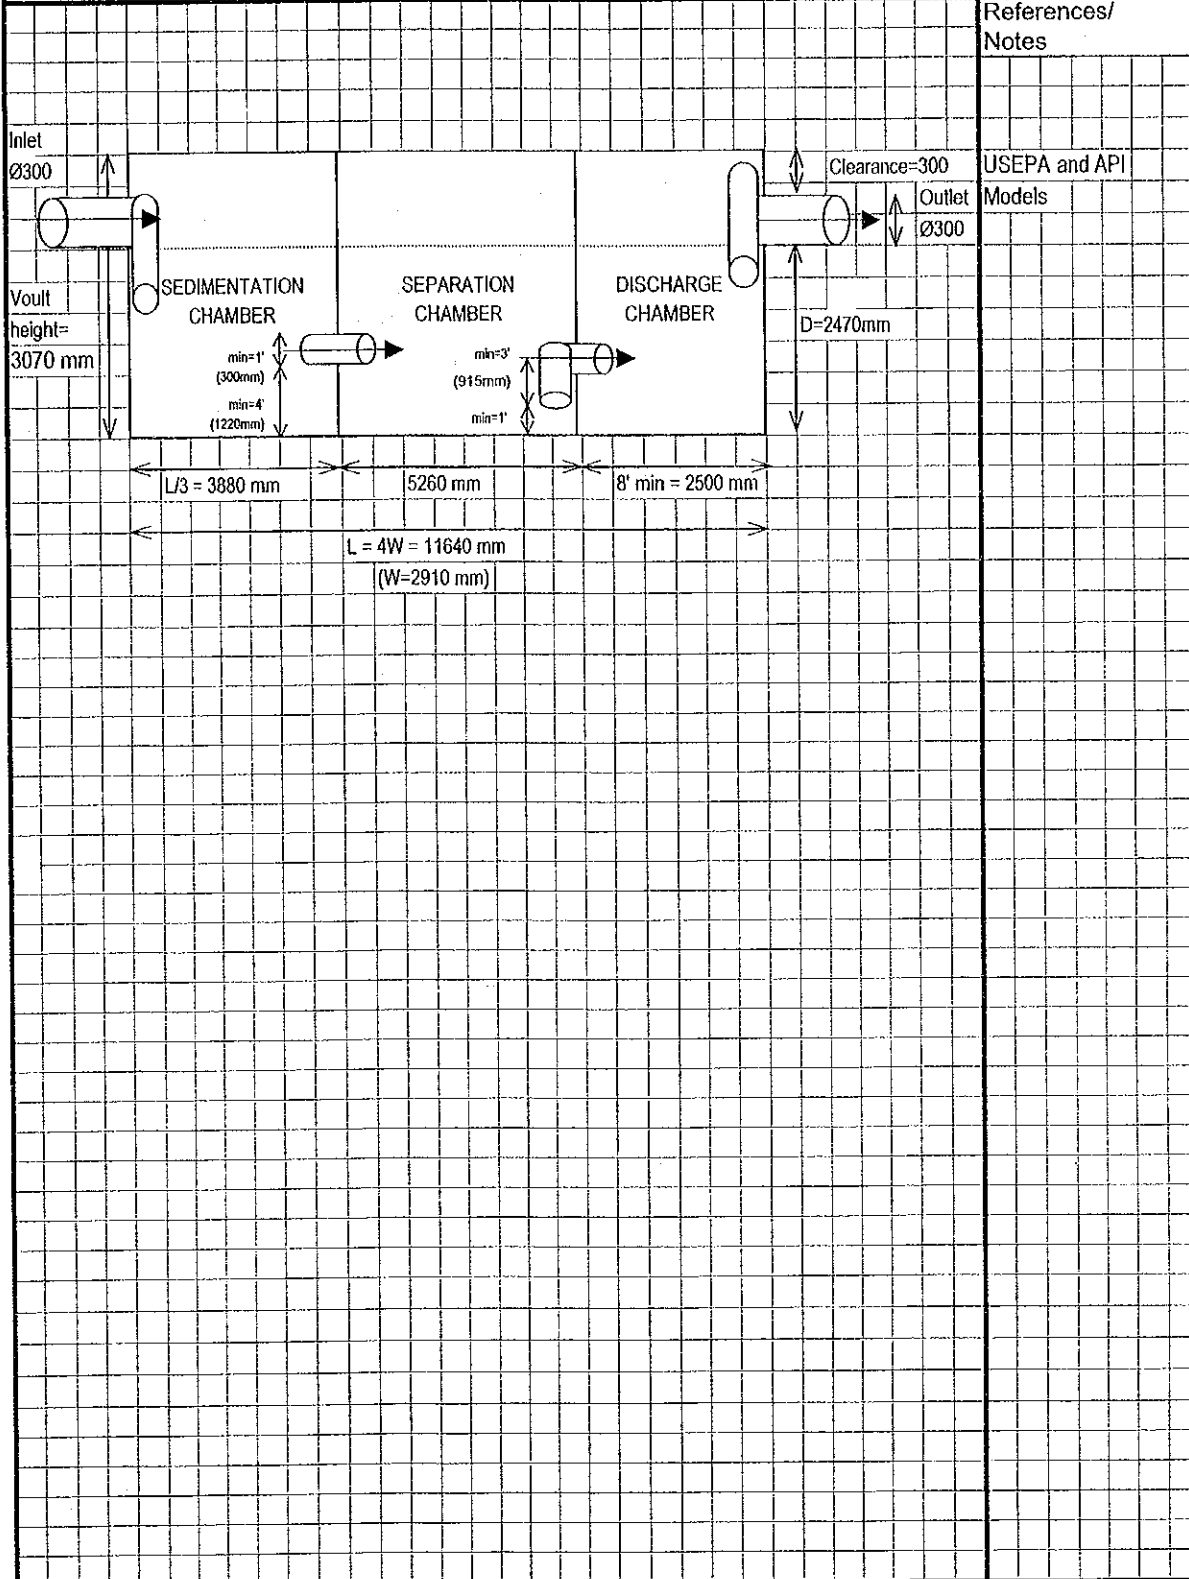 References/
Notes
Inlet
Ø300
Clearance=300
USEPA and API
Outlet
Models
Ø300
SEDIMENTATION
CHAMBER
SEPARATION
CHAMBER
DISCHARGE
CHAMBER
Voult
height=
3070 mm
D=2470mm
min=1'
(300mm)
min=4'
(1220mm)
min=3'
(915mm)
min=1'
L/3 = 3880 mm
5260 mm
8' min = 2500 mm
L = 4W = 11640 mm
(W=2910 mm)